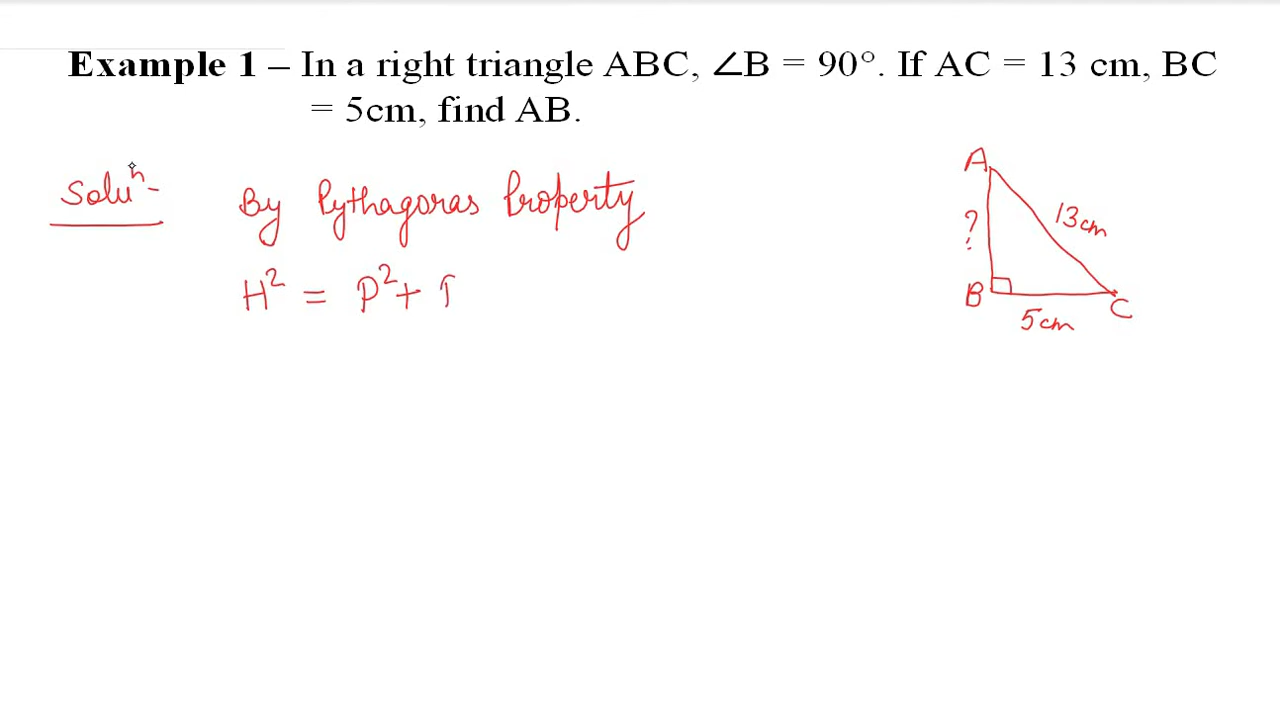 Example 1 – In a right triangle ABC, ∠B = 90°. If AC = 13 cm, BC
= 5cm, find AB.
Soluⁿ-
By Pythagoras Property
H² = P² +
A
13cm
?
B
C
5cm